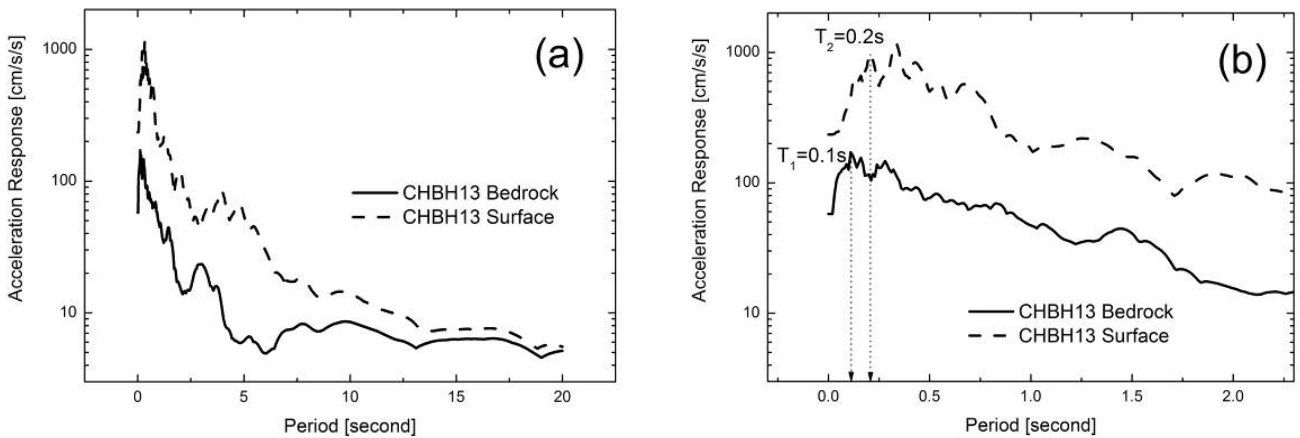 (a)
Acceleration Response [cm/s/s]
1000
100
10
CHBH13 Bedrock
CHBH13 Surface
0 5 10 15 20
Period [second]
(b)
Acceleration Response [cm/s/s]
T2=0.2s
1000
T1=0.1s
100
10
CHBH13 Bedrock
CHBH13 Surface
0.0 0.5 1.0 1.5 2.0
Period [second]